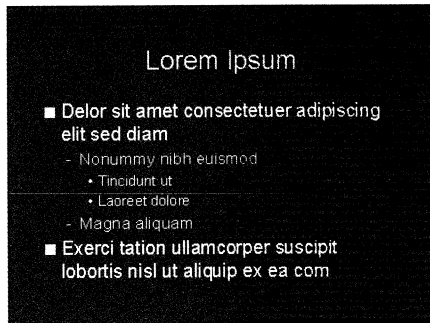 Lorem Ipsum
■ Delor sit amet consectetuer adipiscing
elit sed diam
- Nonummy nibh euismod
• Tincidunt ut
• Laoreet dolore
- Magna aliquam
■ Exerci tation ullamcorper suscipit
lobortis nisl ut aliquip ex ea com